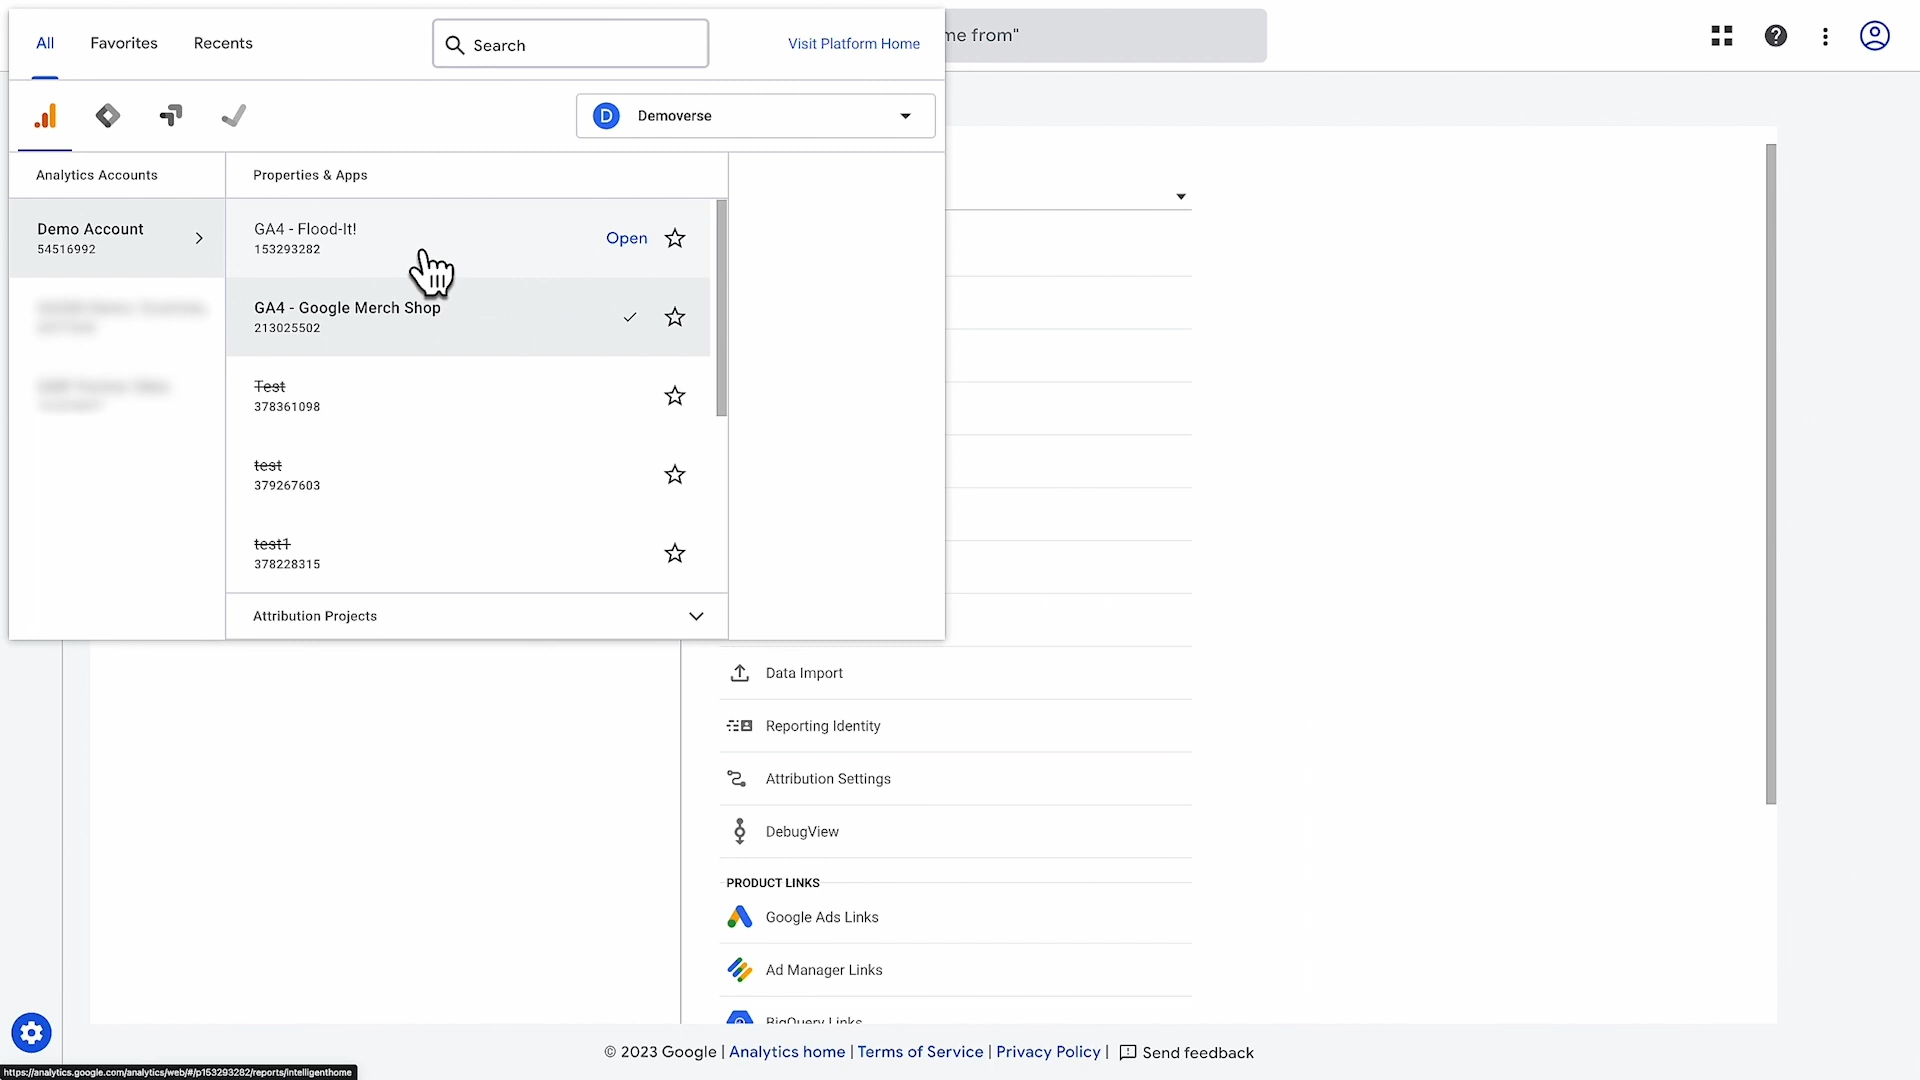 All
Favorites
Recents
Search
Visit Platform Home
me from"
D Demoverse
Analytics Accounts
Properties & Apps
Demo Account
54516992
GA4 - Flood-It!
153293282
Open
GA4 - Google Merch Shop
213025502
Test
378361098
test
379267603
test1
378228315
Attribution Projects
Data Import
Reporting Identity
Attribution Settings
DebugView
PRODUCT LINKS
Google Ads Links
Ad Manager Links
BigQuery Links
© 2023 Google | Analytics home | Terms of Service | Privacy Policy | Send feedback
https://analytics.google.com/analytics/web/#/p153293282/reports/intelligenthome